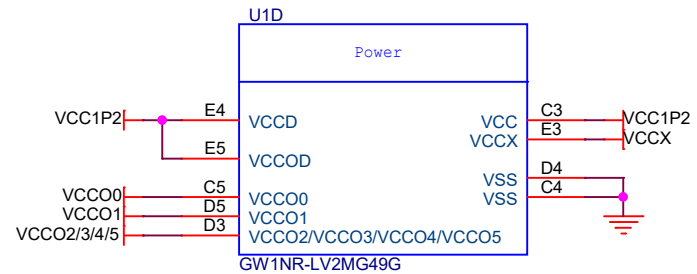 U1D
Power
VCC1P2 E4 VCCD VCC C3 VCC1P2
VCCX E3 VCCX
E5 VCCOD
VSS D4
VCCO0 C5 VCCO0 VSS C4
VCCO1 D5 VCCO1
VCCO2/3/4/5 D3 VCCO2/VCCO3/VCCO4/VCCO5
GW1NR-LV2MG49G